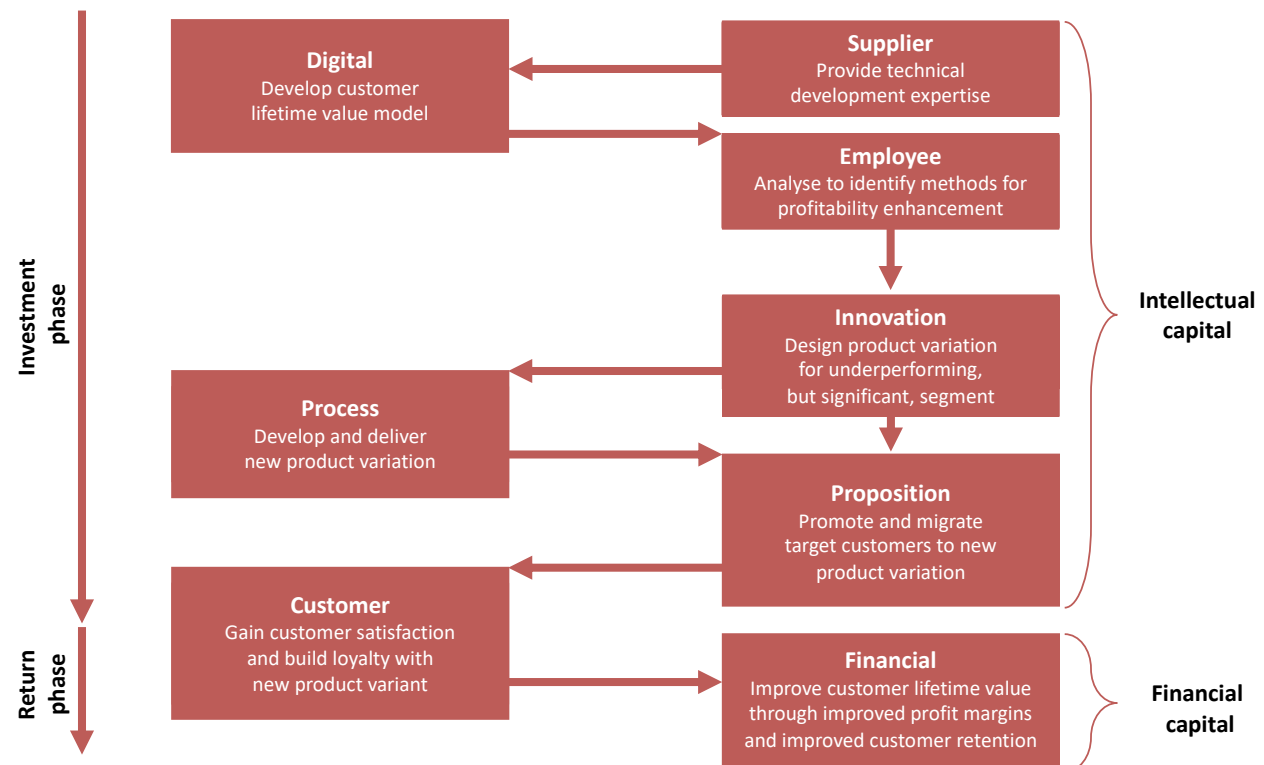 Digital
Develop customer
lifetime value model
Supplier
Provide technical
development expertise
Employee
Analyse to identify methods for
profitability enhancement
Innovation
Design product variation
for underperforming,
but significant, segment
Process
Develop and deliver
new product variation
Proposition
Promote and migrate
target customers to new
product variation
Customer
Gain customer satisfaction
and build loyalty with
new product variant
Financial
Improve customer lifetime value
through improved profit margins
and improved customer retention
Investment
phase
Return
phase
Intellectual
capital
Financial
capital